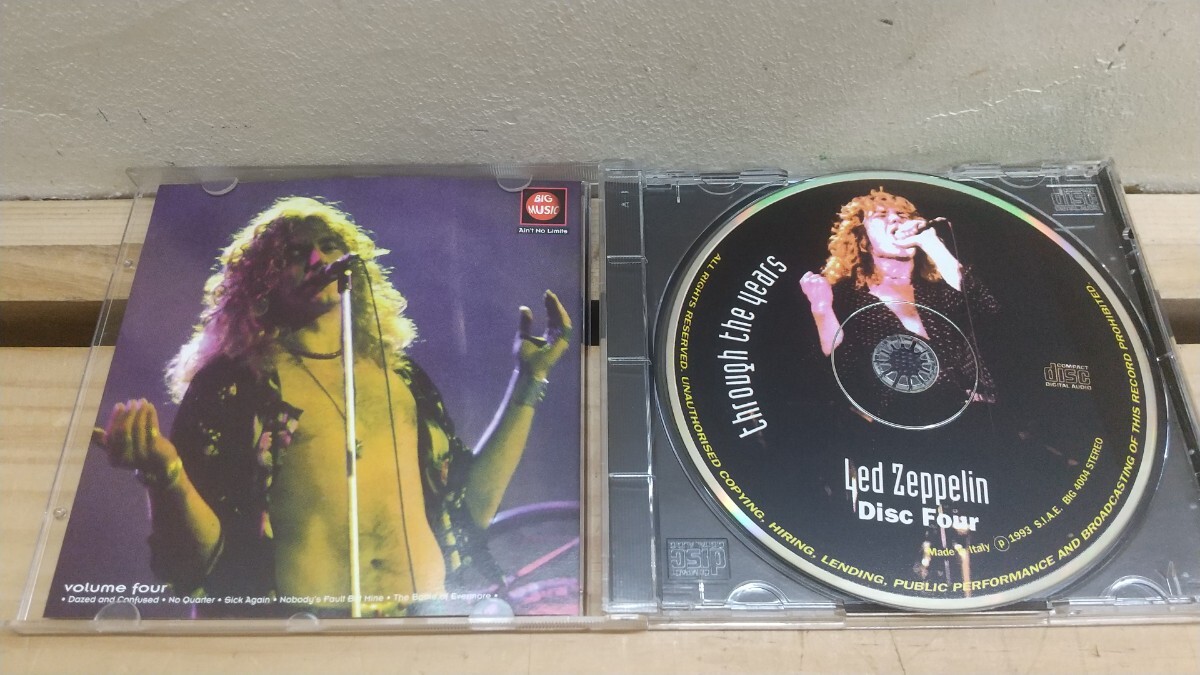 BIG
MUSIC
Ain't No Limits
volume four
• Dazed and Confused • No Quarter • Sick Again • Nobody's Fault But Mine • The Battle of Evermore •
through the years
COMPACT
disc
DIGITAL AUDIO
Led Zeppelin
Disc Four
Made in Italy ℗ 1993 S.I.A.E. BIG 4004 STEREO
ALL RIGHTS RESERVED. UNAUTHORISED COPYING, HIRING, LENDING, PUBLIC PERFORMANCE AND BROADCASTING OF THIS RECORD PROHIBITED.
disc
disc